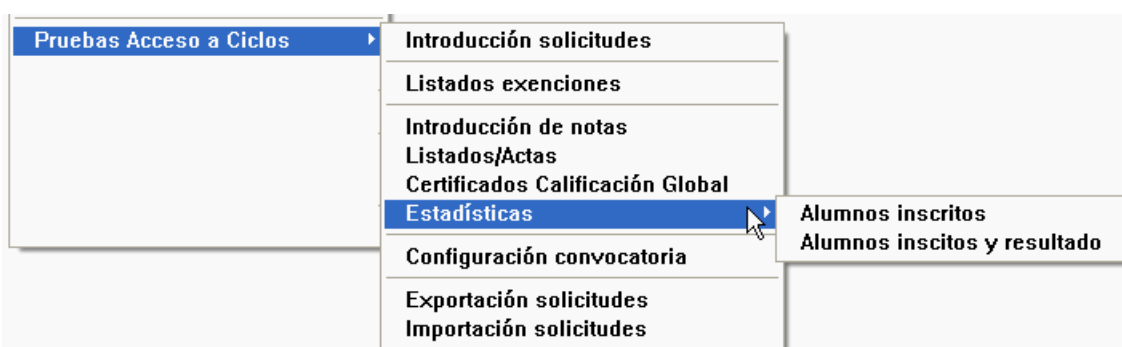 Pruebas Acceso a Ciclos
Introducción solicitudes
Listados exenciones
Introducción de notas
Listados/Actas
Certificados Calificación Global
Estadísticas
Alumnos inscritos
Alumnos inscitos y resultado
Configuración convocatoria
Exportación solicitudes
Importación solicitudes